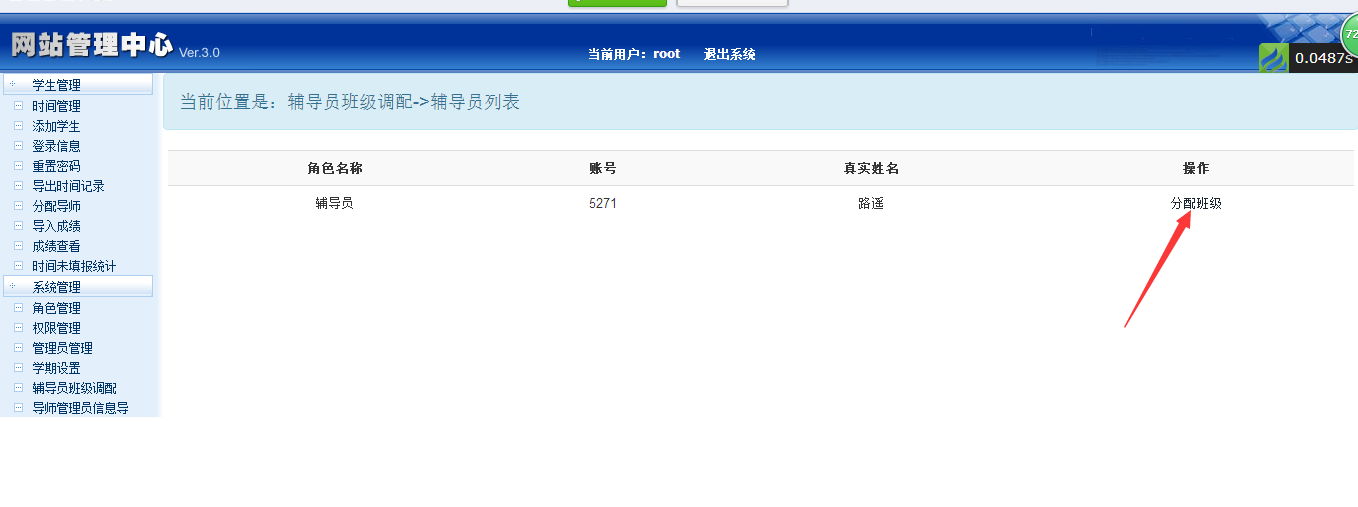 网站管理中心 Ver.3.0
当前用户：root 退出系统
72
0.0487s
学生管理
时间管理
添加学生
登录信息
重置密码
导出时间记录
分配导师
导入成绩
成绩查看
时间未填报统计
系统管理
角色管理
权限管理
管理员管理
学期设置
辅导员班级调配
导师管理员信息导
当前位置是：辅导员班级调配->辅导员列表
角色名称 账号 真实姓名 操作
辅导员 5271 路遥 分配班级